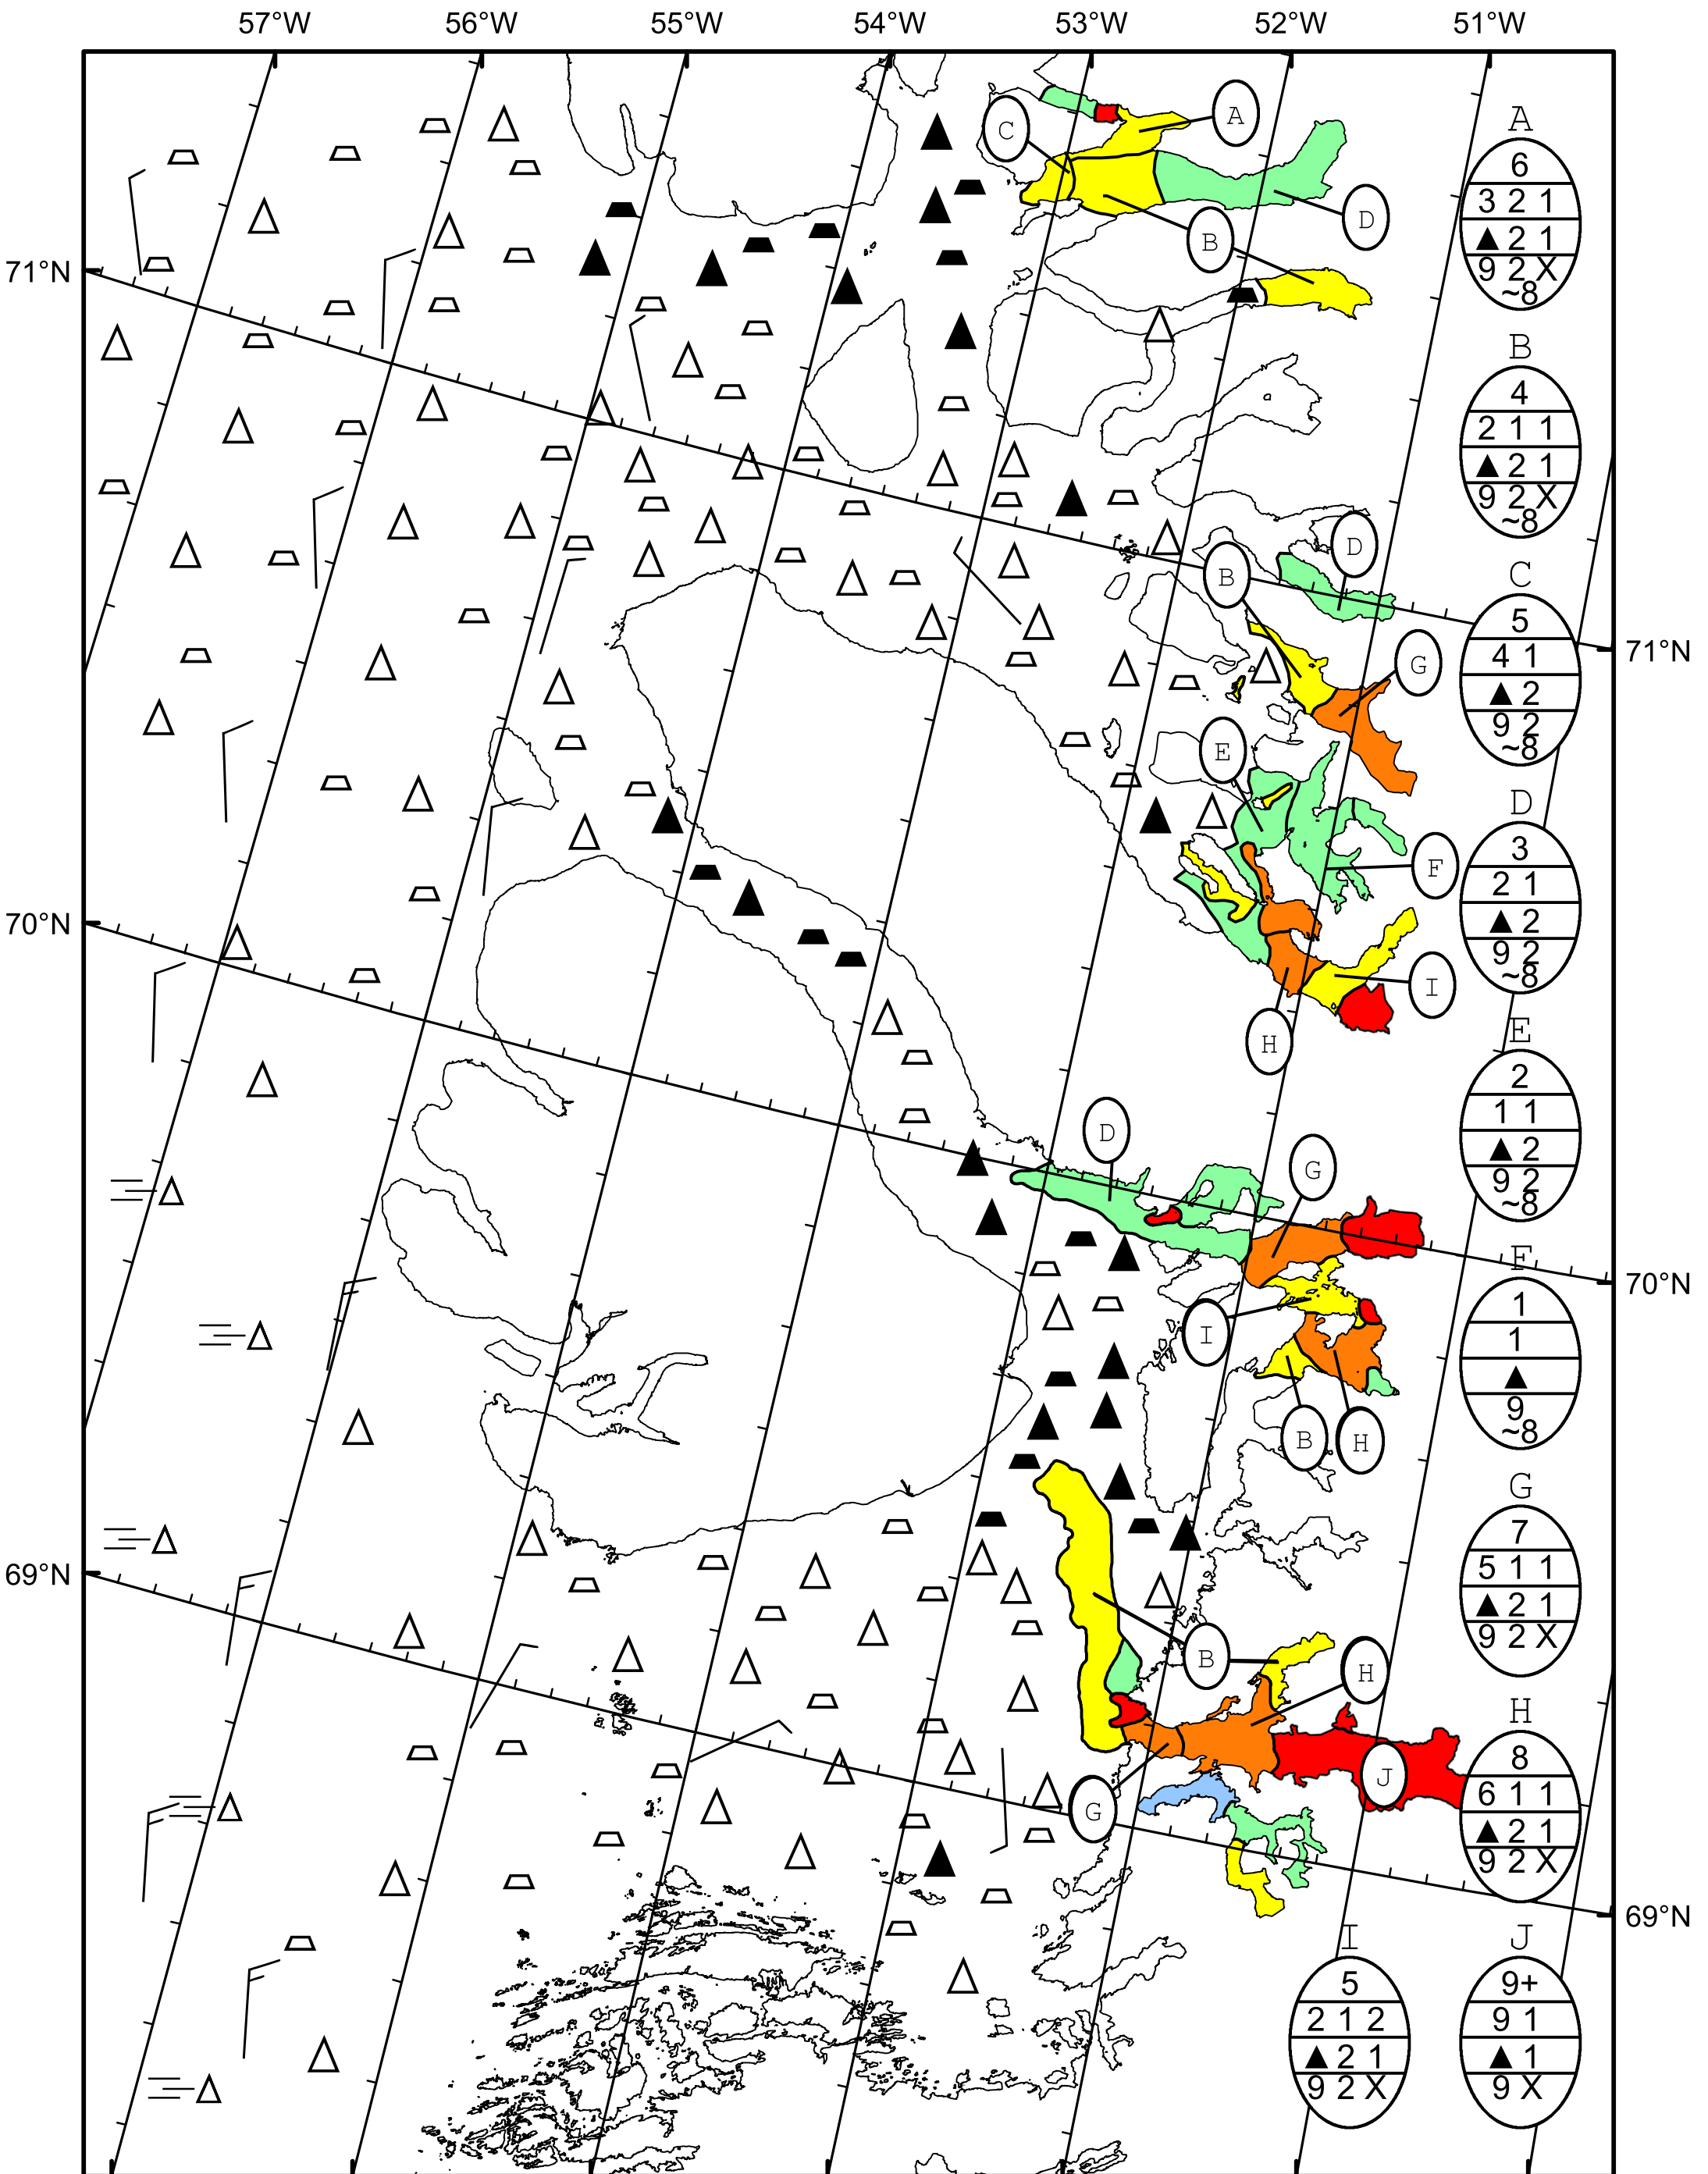 57°W 56°W 55°W 54°W 53°W 52°W 51°W
A
6
3 2 1
▲ 2 1
9 2 X
~8
C
A
D
B
71°N
B
4
2 1 1
▲ 2 1
9 2 X
~8
D
B
C
5
4 1
▲ 2
9 2
~8
71°N
G
E
D
3
2 1
▲ 2
9 2
~8
F
70°N
I
H
E
2
1 1
▲ 2
9 2
~8
D
G
F
1
1
▲
9
~8
70°N
I
B
H
G
7
5 1 1
▲ 2 1
9 2 X
69°N
B
H
H
8
6 1 1
▲ 2 1
9 2 X
J
G
69°N
I
5
2 1 2
▲ 2 1
9 2 X
J
9+
9 1
▲ 1
9 X